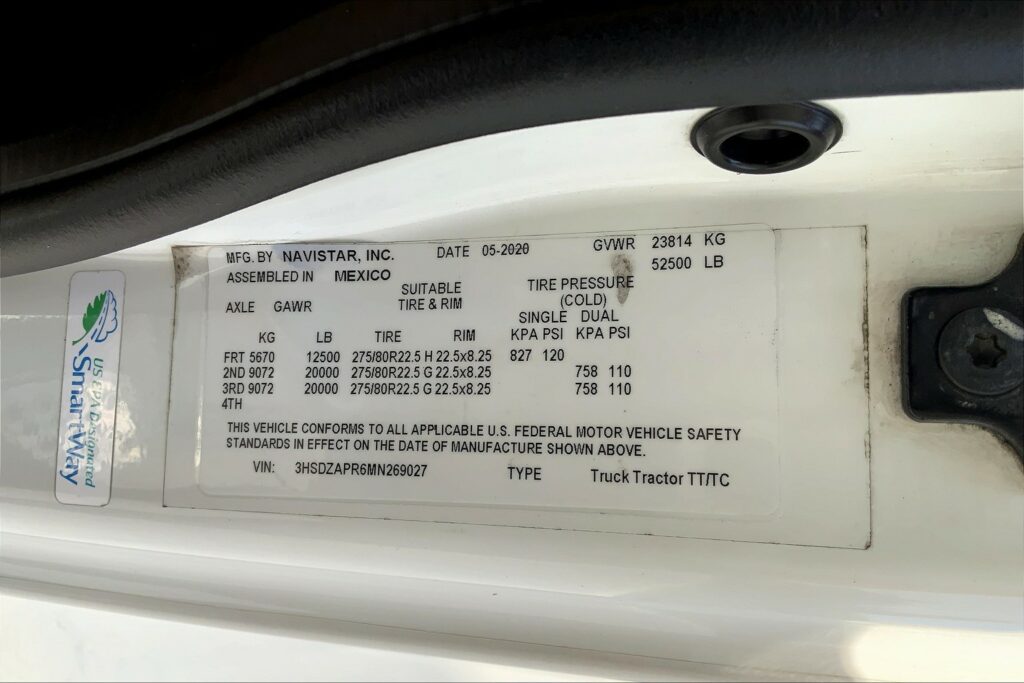 MFG. BY NAVISTAR, INC. DATE 05-2020 GVWR 23814 KG
ASSEMBLED IN MEXICO 52500 LB
SUITABLE TIRE PRESSURE
AXLE GAWR TIRE & RIM (COLD)
SINGLE DUAL
KG LB TIRE RIM KPA PSI KPA PSI
FRT 5670 12500 275/80R22.5 H 22.5x8.25 827 120
2ND 9072 20000 275/80R22.5 G 22.5x8.25 758 110
3RD 9072 20000 275/80R22.5 G 22.5x8.25 758 110
4TH
THIS VEHICLE CONFORMS TO ALL APPLICABLE U.S. FEDERAL MOTOR VEHICLE SAFETY
STANDARDS IN EFFECT ON THE DATE OF MANUFACTURE SHOWN ABOVE.
VIN: 3HSDZAPR6MN269027 TYPE Truck Tractor TT/TC
US EPA Designated
SmartWay